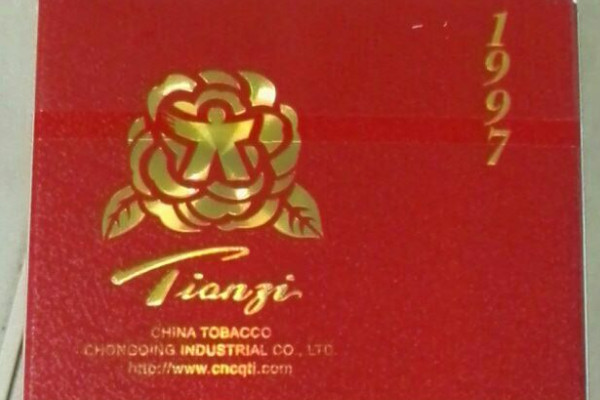 1997
Tianzi
CHINA TOBACCO
CHONGQING INDUSTRIAL CO., LTD.
http://www.cncqti.com